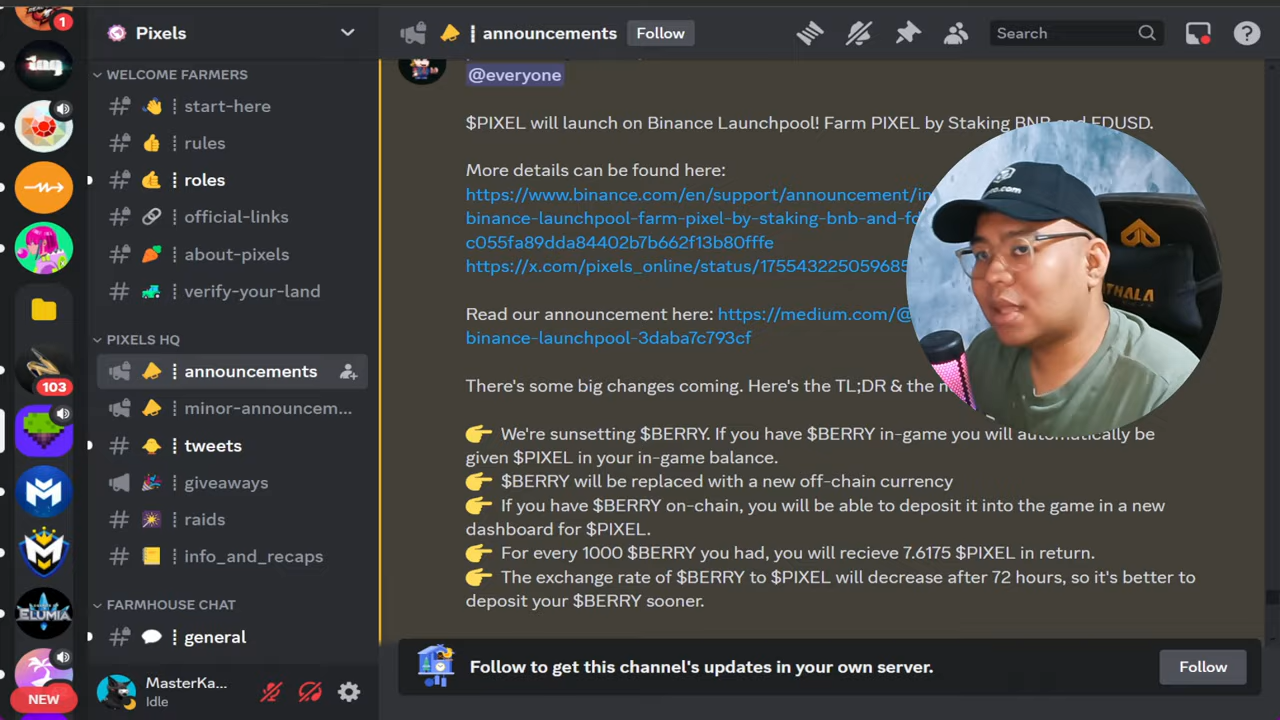 1
Pixels
announcements
Follow
Search
WELCOME FARMERS
start-here
rules
roles
official-links
about-pixels
verify-your-land
PIXELS HQ
announcements
minor-announcem...
tweets
giveaways
raids
info_and_recaps
FARMHOUSE CHAT
general
103
ELUMIA
NEW
MasterKa...
Idle
@everyone
$PIXEL will launch on Binance Launchpool! Farm PIXEL by Staking BNB and FDUSD.
More details can be found here:
https://www.binance.com/en/support/announcement/in
binance-launchpool-farm-pixel-by-staking-bnb-and-fd
c055fa89dda84402b7b662f13b80fffe
https://x.com/pixels_online/status/175543225059685
Read our announcement here: https://medium.com/@
binance-launchpool-3daba7c793cf
There's some big changes coming. Here's the TL;DR & the
👉 We're sunsetting $BERRY. If you have $BERRY in-game you will automatically be
given $PIXEL in your in-game balance.
👉 $BERRY will be replaced with a new off-chain currency
👉 If you have $BERRY on-chain, you will be able to deposit it into the game in a new
dashboard for $PIXEL.
👉 For every 1000 $BERRY you had, you will recieve 7.6175 $PIXEL in return.
👉 The exchange rate of $BERRY to $PIXEL will decrease after 72 hours, so it's better to
deposit your $BERRY sooner.
Follow to get this channel's updates in your own server.
Follow